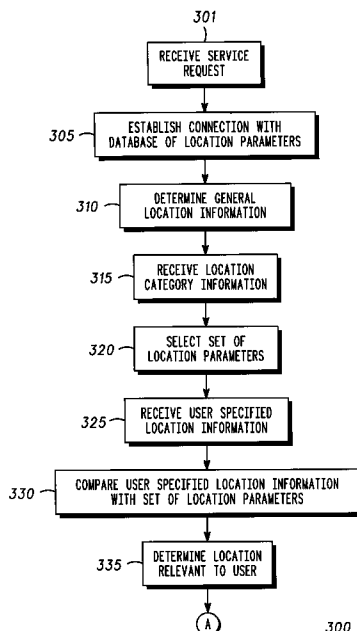 301
RECEIVE SERVICE
REQUEST
305
ESTABLISH CONNECTION WITH
DATABASE OF LOCATION PARAMETERS
310
DETERMINE GENERAL
LOCATION INFORMATION
315
RECEIVE LOCATION
CATEGORY INFORMATION
320
SELECT SET OF
LOCATION PARAMETERS
325
RECEIVE USER SPECIFIED
LOCATION INFORMATION
330
COMPARE USER SPECIFIED LOCATION INFORMATION
WITH SET OF LOCATION PARAMETERS
335
DETERMINE LOCATION
RELEVANT TO USER
A
300